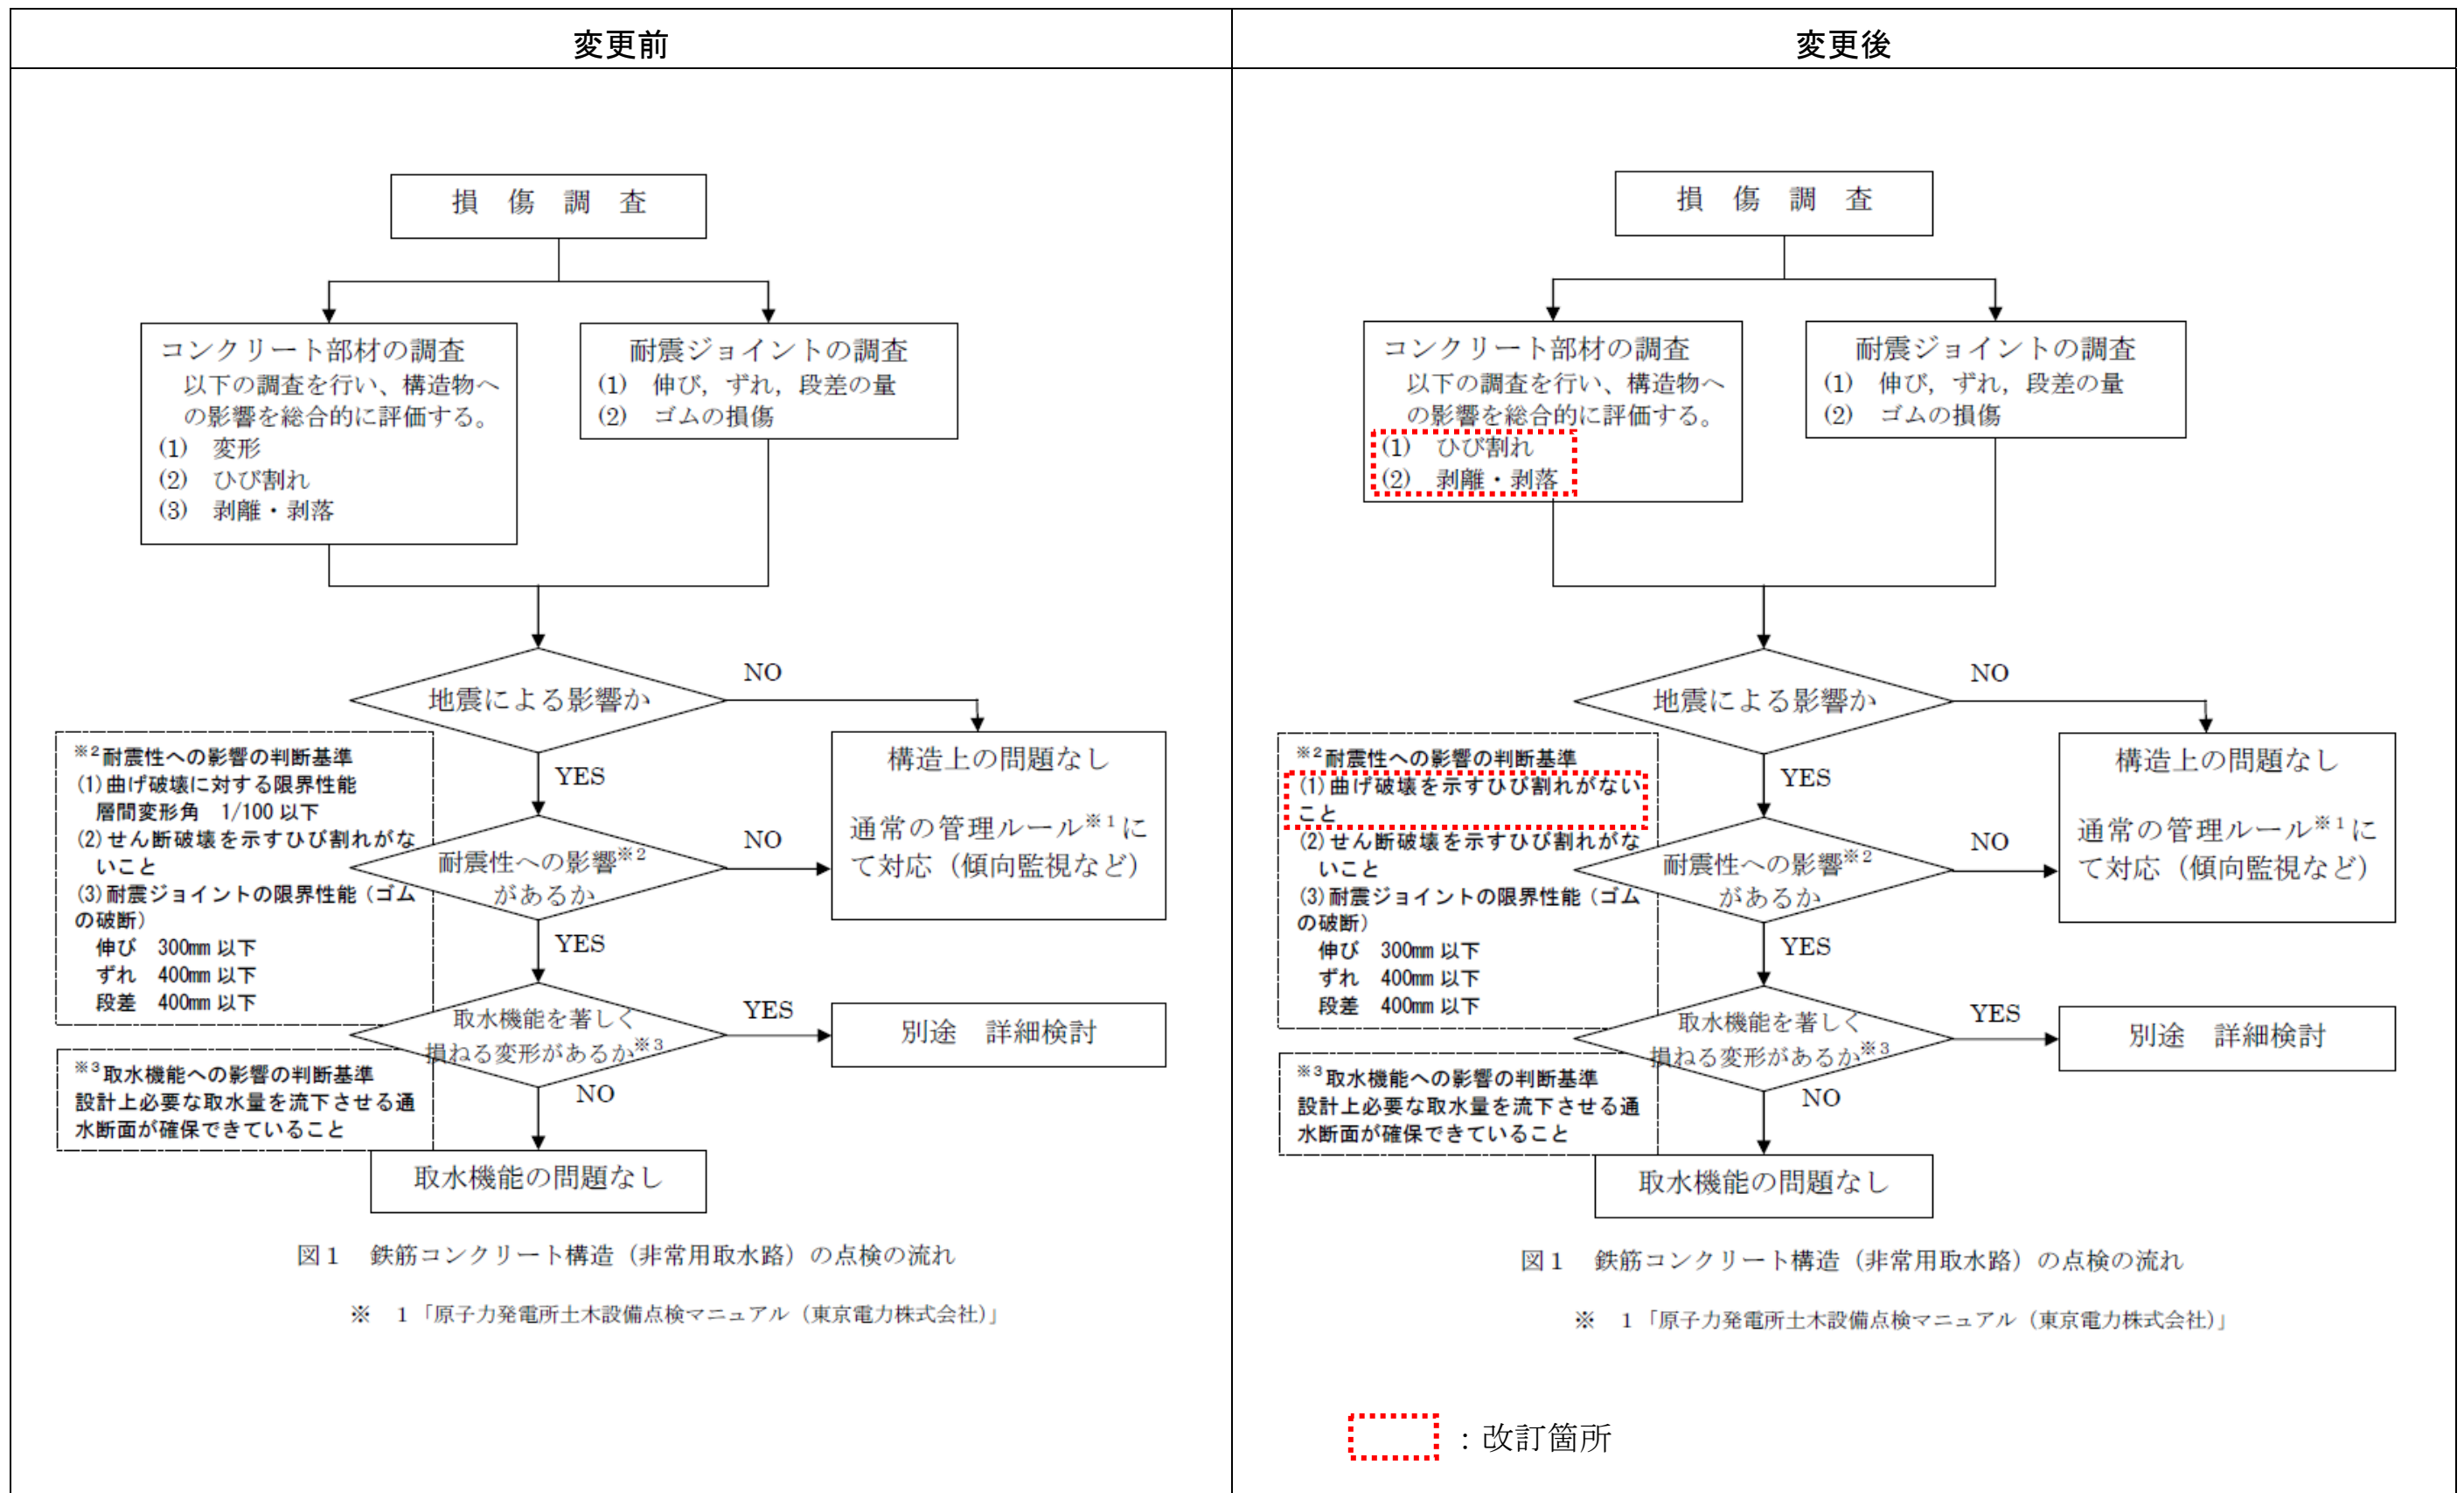 変更前
損　傷　調　査
コンクリート部材の調査
以下の調査を行い、構造物へ
の影響を総合的に評価する。
(1)　変形
(2)　ひび割れ
(3)　剥離・剥落
耐震ジョイントの調査
(1)　伸び，ずれ，段差の量
(2)　ゴムの損傷
地震による影響か
NO
YES
構造上の問題なし
通常の管理ルール※1に
て対応（傾向監視など）
※2耐震性への影響の判断基準
(1)曲げ破壊に対する限界性能
層間変形角　1/100 以下
(2)せん断破壊を示すひび割れがな
いこと
(3)耐震ジョイントの限界性能（ゴム
の破断）
伸び　300㎜ 以下
ずれ　400㎜ 以下
段差　400㎜ 以下
耐震性への影響※2
があるか
NO
YES
取水機能を著しく
損ねる変形があるか※3
YES
別途　詳細検討
※3取水機能への影響の判断基準
設計上必要な取水量を流下させる通
水断面が確保できていること
NO
取水機能の問題なし
図１　鉄筋コンクリート構造（非常用取水路）の点検の流れ
※　1「原子力発電所土木設備点検マニュアル（東京電力株式会社）」
変更後
損　傷　調　査
コンクリート部材の調査
以下の調査を行い、構造物へ
の影響を総合的に評価する。
(1)　ひび割れ
(2)　剥離・剥落
耐震ジョイントの調査
(1)　伸び，ずれ，段差の量
(2)　ゴムの損傷
地震による影響か
NO
YES
構造上の問題なし
通常の管理ルール※1に
て対応（傾向監視など）
※2耐震性への影響の判断基準
(1)曲げ破壊を示すひび割れがない
こと
(2)せん断破壊を示すひび割れがな
いこと
(3)耐震ジョイントの限界性能（ゴム
の破断）
伸び　300㎜ 以下
ずれ　400㎜ 以下
段差　400㎜ 以下
耐震性への影響※2
があるか
NO
YES
取水機能を著しく
損ねる変形があるか※3
YES
別途　詳細検討
※3取水機能への影響の判断基準
設計上必要な取水量を流下させる通
水断面が確保できていること
NO
取水機能の問題なし
図１　鉄筋コンクリート構造（非常用取水路）の点検の流れ
※　1「原子力発電所土木設備点検マニュアル（東京電力株式会社）」
：改訂箇所